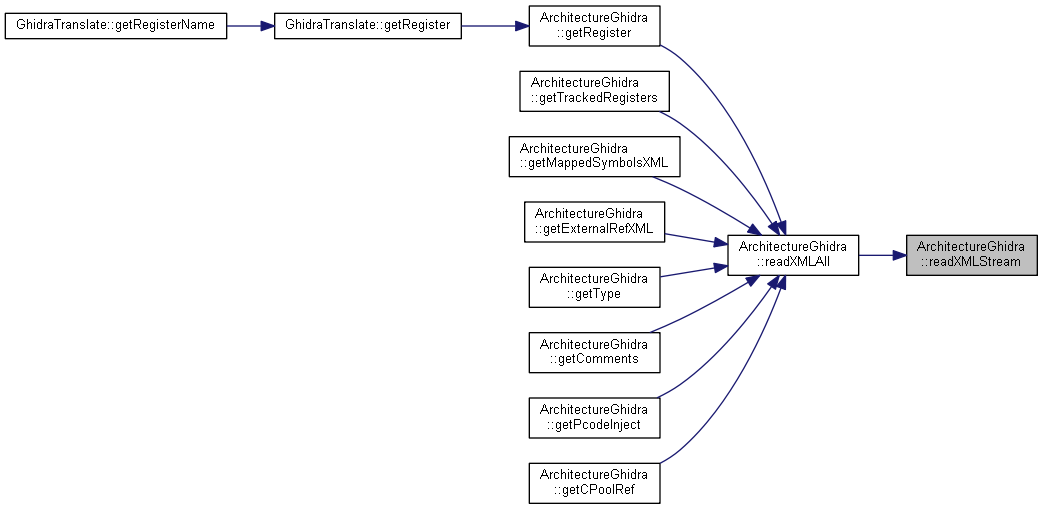 GhidraTranslate::getRegisterName
GhidraTranslate::getRegister
ArchitectureGhidra
::getRegister
ArchitectureGhidra
::getTrackedRegisters
ArchitectureGhidra
::getMappedSymbolsXML
ArchitectureGhidra
::getExternalRefXML
ArchitectureGhidra
::getType
ArchitectureGhidra
::getComments
ArchitectureGhidra
::getPcodeInject
ArchitectureGhidra
::getCPoolRef
ArchitectureGhidra
::readXMLAll
ArchitectureGhidra
::readXMLStream